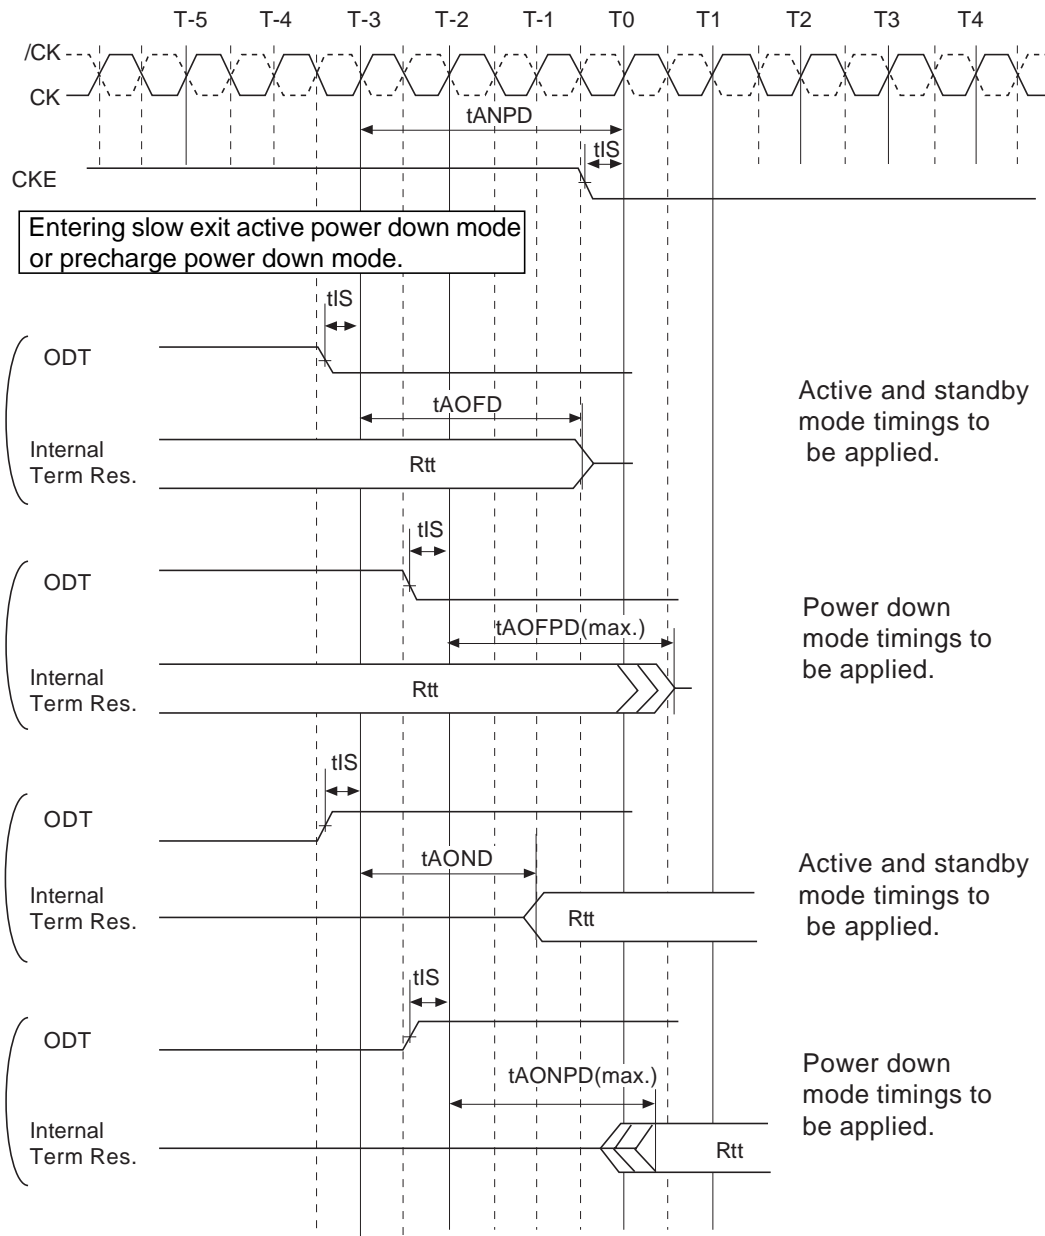 T-5 T-4 T-3 T-2 T-1 T0 T1 T2 T3 T4
/CK
CK
tANPD
tIS
CKE
Entering slow exit active power down mode
or precharge power down mode.
tIS
ODT
tAOFD
Internal
Term Res.
Rtt
Active and standby
mode timings to
be applied.
tIS
ODT
tAOFPD(max.)
Internal
Term Res.
Rtt
Power down
mode timings to
be applied.
tIS
ODT
tAOND
Internal
Term Res.
Rtt
Active and standby
mode timings to
be applied.
tIS
ODT
tAONPD(max.)
Internal
Term Res.
Rtt
Power down
mode timings to
be applied.